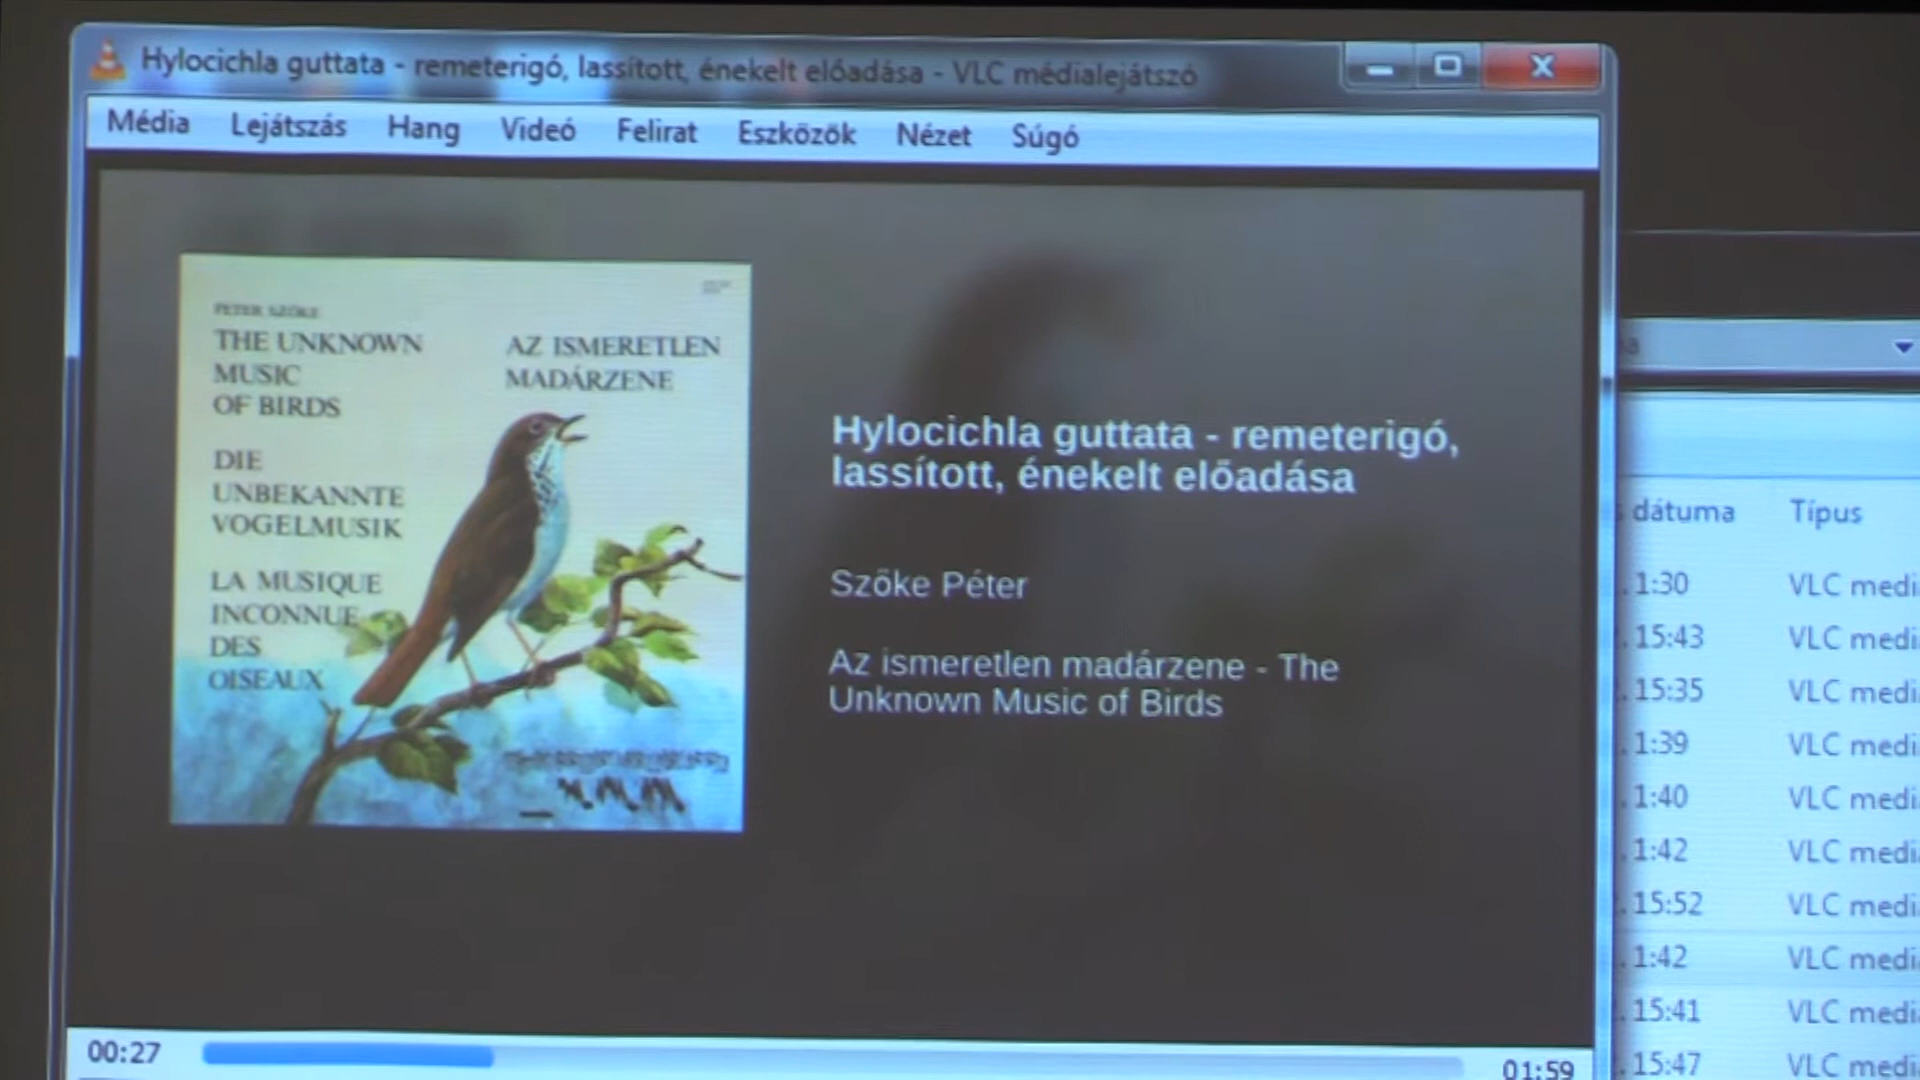 Hylocichla guttata - remeterigó, lassított, énekelt előadása - VLC médialejátszó
Média Lejátszás Hang Videó Felirat Eszközök Nézet Súgó
PETER SZŐKE
THE UNKNOWN
MUSIC
OF BIRDS
AZ ISMERETLEN
MADÁRZENE
DIE
UNBEKANNTE
VOGELMUSIK
LA MUSIQUE
INCONNUE
DES
OISEAUX
Hylocichla guttata - remeterigó,
lassított, énekelt előadása
Szőke Péter
Az ismeretlen madárzene - The
Unknown Music of Birds
00:27
01:59
dátuma Típus
1:30 VLC medi
15:43 VLC medi
15:35 VLC medi
1:39 VLC medi
1:40 VLC medi
1:42 VLC medi
15:52 VLC medi
1:42 VLC medi
15:41 VLC medi
15:47 VLC medi